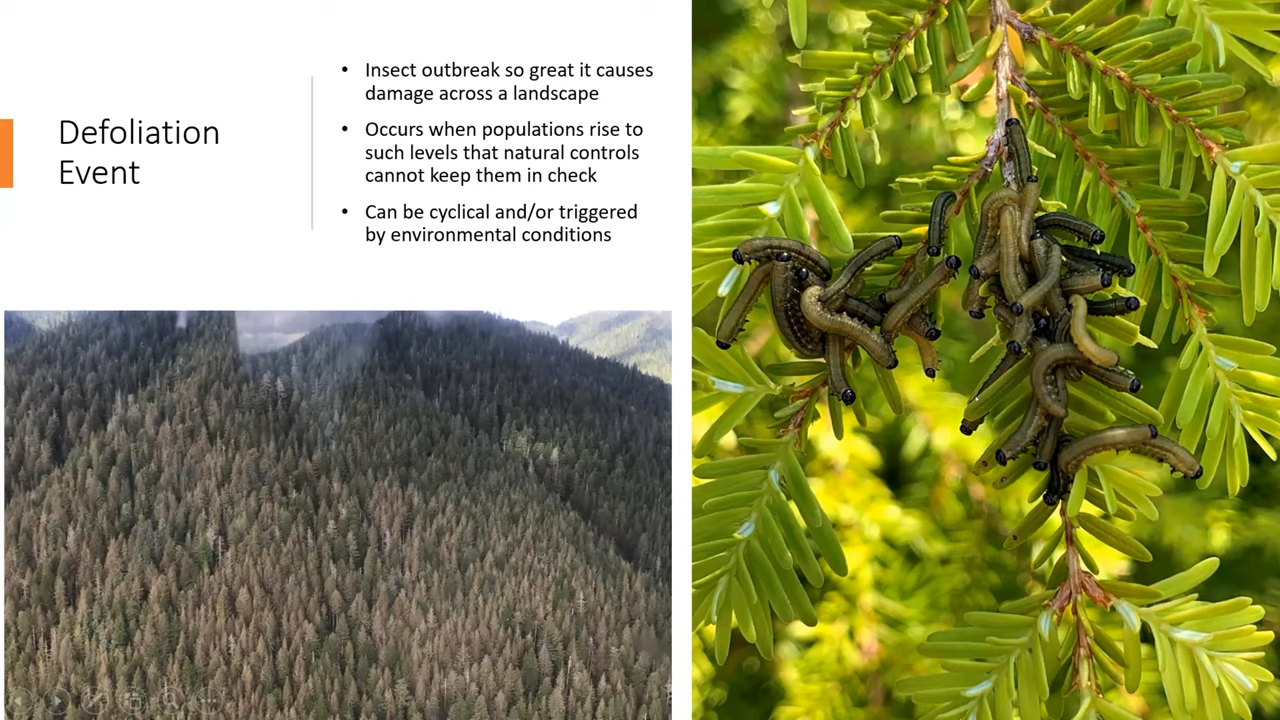 Defoliation
Event
• Insect outbreak so great it causes
damage across a landscape
• Occurs when populations rise to
such levels that natural controls
cannot keep them in check
• Can be cyclical and/or triggered
by environmental conditions